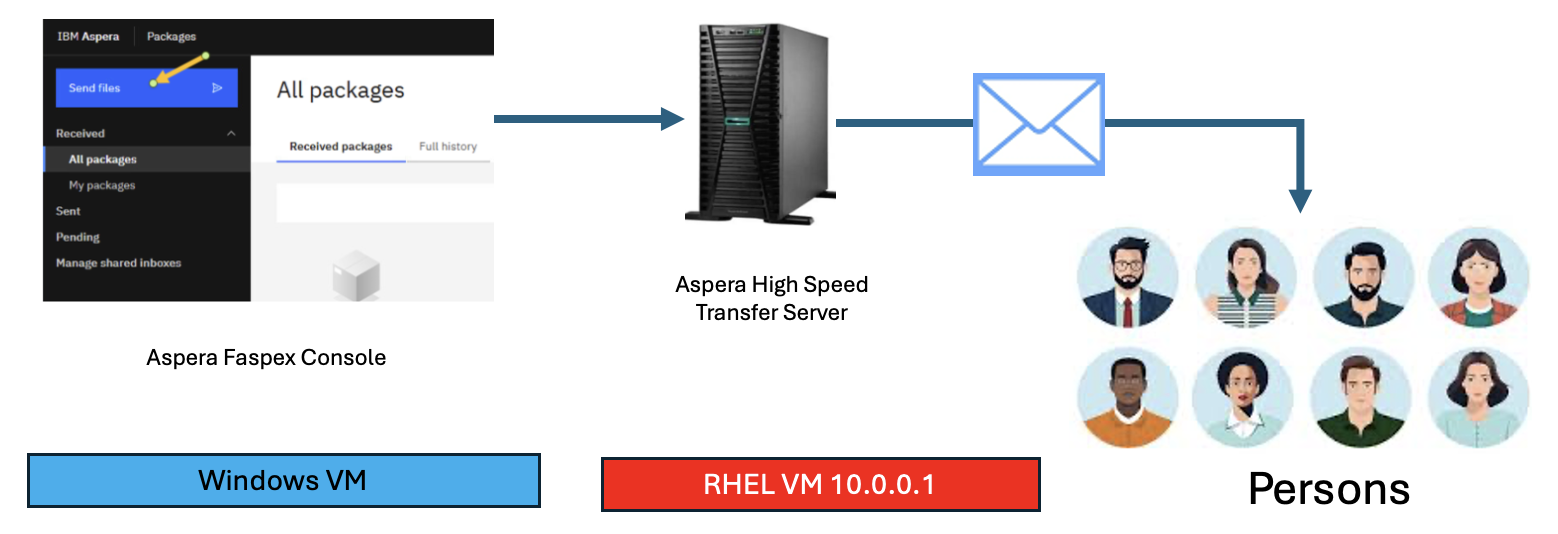 IBM Aspera Packages
Send files
All packages
Received
Received packages Full history
All packages
My packages
Sent
Pending
Manage shared inboxes
Aspera Faspex Console
Aspera High Speed
Transfer Server
Windows VM
RHEL VM 10.0.0.1
Persons